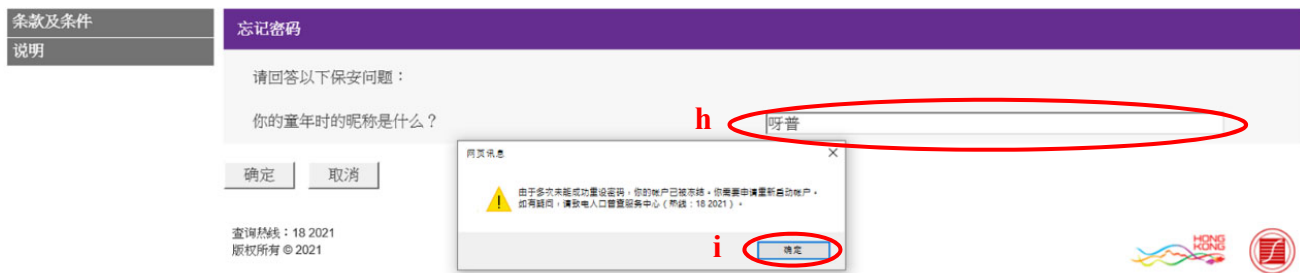 条款及条件
说明
忘记密码
请回答以下保安问题：
你的童年时的昵称是什么？
h
呀普
确定
取消
网页讯息
由于多次未能成功重设密码，你的帐户已被冻结。你需要申请重新启动帐户。
如有疑问，请致电人口普查服务中心（热线：18 2021）。
i
确定
查询热线：18 2021
版权所有 © 2021
HONG
KONG